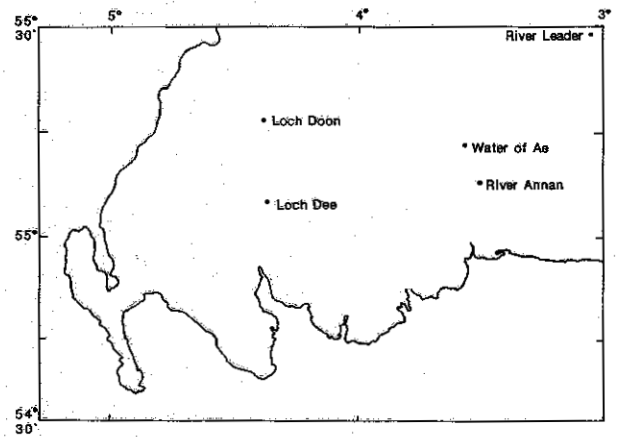 55°
30'
5°
4°
3°
River Leader
Loch Doon
Water of Ae
River Annan
Loch Dee
55°
54°
30'